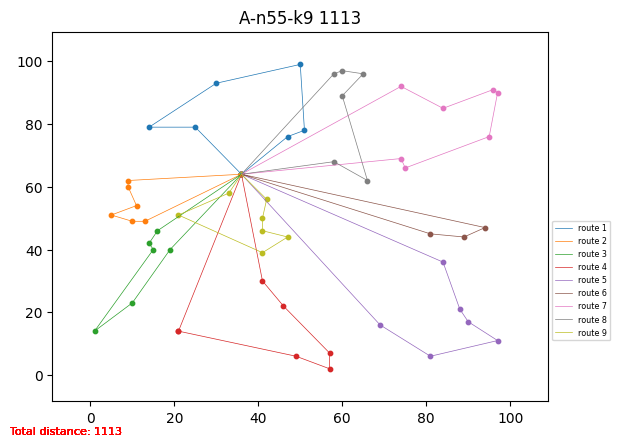 A-n55-k9 1113
100
80
60
40
20
0
0 20 40 60 80 100
route 1
route 2
route 3
route 4
route 5
route 6
route 7
route 8
route 9
Total distance: 1113